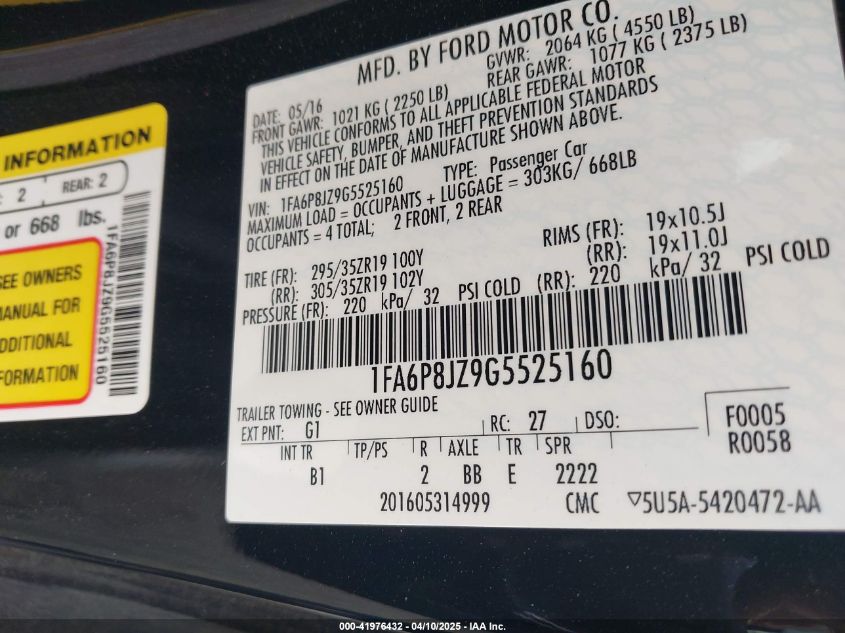 MFD. BY FORD MOTOR CO.
DATE: 05/16 GVWR: 2064 KG ( 4550 LB)
FRONT GAWR: 1021 KG ( 2250 LB) REAR GAWR: 1077 KG ( 2375 LB)
THIS VEHICLE CONFORMS TO ALL APPLICABLE FEDERAL MOTOR
VEHICLE SAFETY, BUMPER, AND THEFT PREVENTION STANDARDS
IN EFFECT ON THE DATE OF MANUFACTURE SHOWN ABOVE.
VIN: 1FA6P8JZ9G5525160 TYPE: Passenger Car
MAXIMUM LOAD = OCCUPANTS + LUGGAGE = 303KG/ 668LB
OCCUPANTS = 4 TOTAL; 2 FRONT, 2 REAR
TIRE (FR): 295/35ZR19 100Y RIMS (FR): 19x10.5J
(RR): 305/35ZR19 102Y (RR): 19x11.0J
PRESSURE (FR): 220 kPa/ 32 PSI COLD (RR): 220 kPa/ 32 PSI COLD
1FA6P8JZ9G5525160
TRAILER TOWING - SEE OWNER GUIDE
EXT PNT: G1 RC: 27 DSO: F0005
R0058
INT TR TP/PS R AXLE TR SPR
B1 2 BB E 2222
201605314999 CMC ▽5U5A-5420472-AA
INFORMATION
: 2 REAR: 2
or 668 lbs.
SEE OWNERS
MANUAL FOR
ADDITIONAL
INFORMATION
1FA6P8JZ9G5525160
000-41976432 - 04/10/2025 - IAA Inc.